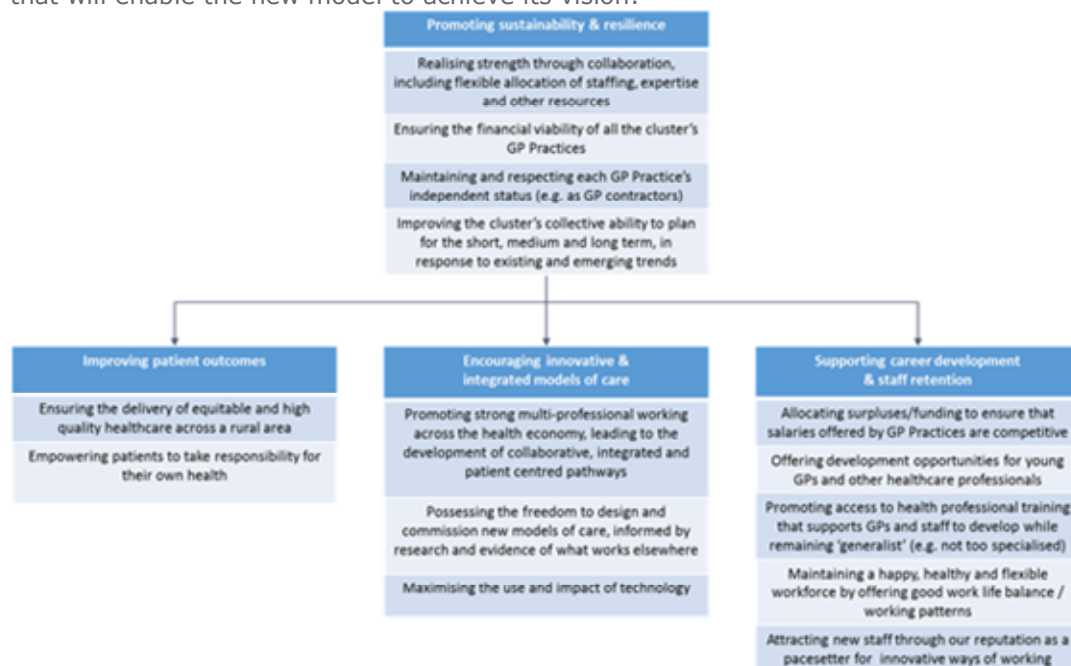 that will enable the new model to achieve its vision.
Promoting sustainability & resilience
Realising strength through collaboration,
including flexible allocation of staffing, expertise
and other resources
Ensuring the financial viability of all the cluster's
GP Practices
Maintaining and respecting each GP Practice's
independent status (e.g. as GP contractors)
Improving the cluster's collective ability to plan
for the short, medium and long term, in
response to existing and emerging trends
Improving patient outcomes
Ensuring the delivery of equitable and high
quality healthcare across a rural area
Empowering patients to take responsibility for
their own health
Encouraging innovative &
integrated models of care
Promoting strong multi-professional working
across the health economy, leading to the
development of collaborative, integrated and
patient centred pathways
Possessing the freedom to design and
commission new models of care, informed by
research and evidence of what works elsewhere
Maximising the use and impact of technology
Supporting career development
& staff retention
Allocating surpluses/funding to ensure that
salaries offered by GP Practices are competitive
Offering development opportunities for young
GPs and other healthcare professionals
Promoting access to health professional training
that supports GPs and staff to develop while
remaining 'generalist' (e.g. not too specialised)
Maintaining a happy, healthy and flexible
workforce by offering good work life balance /
working patterns
Attracting new staff through our reputation as a
pacesetter for innovative ways of working